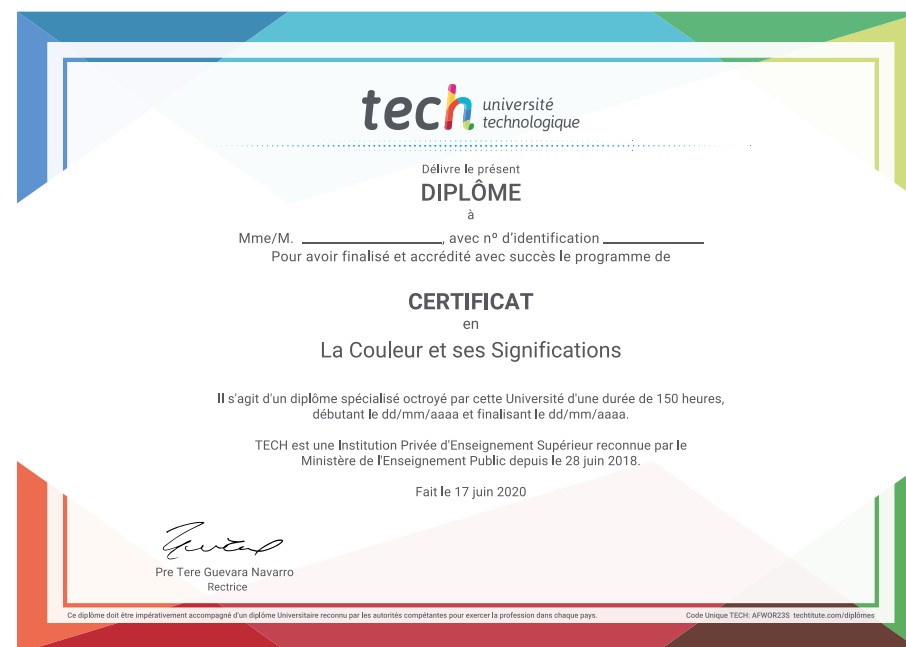 tech université
technologique
Délivre le présent
DIPLÔME
à
Mme/M. ____________________, avec nº d'identification ______________
Pour avoir finalisé et accrédité avec succès le programme de
CERTIFICAT
en
La Couleur et ses Significations
Il s'agit d'un diplôme spécialisé octroyé par cette Université d'une durée de 150 heures,
débutant le dd/mm/aaaa et finalisant le dd/mm/aaaa.
TECH est une Institution Privée d'Enseignement Supérieur reconnue par le
Ministère de l'Enseignement Public depuis le 28 juin 2018.
Fait le 17 juin 2020
Pre Tere Guevara Navarro
Rectrice
Ce diplôme doit être impérativement accompagné d'un diplôme Universitaire reconnu par les autorités compétantes pour exercer la profession dans chaque pays. Code Unique TECH: AFWOR23S techtitute.com/diplômes